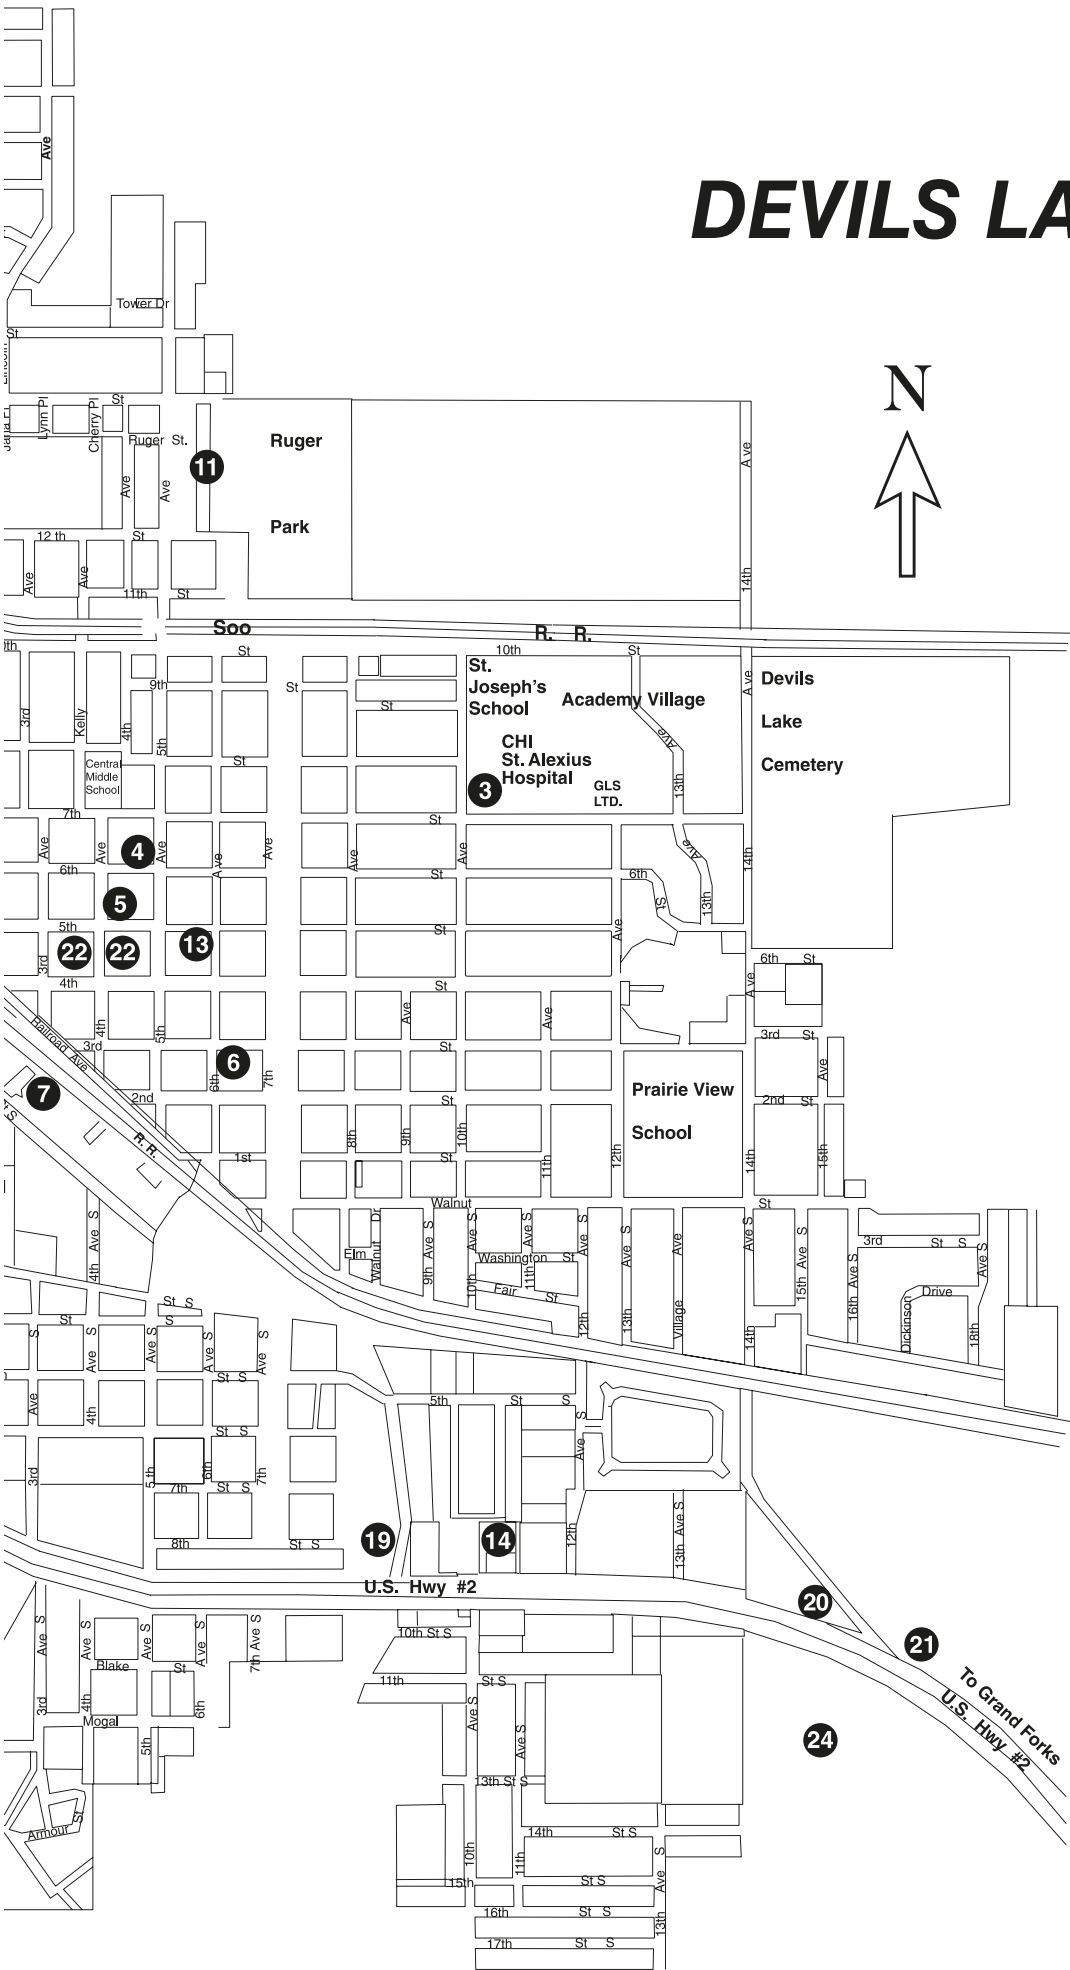 DEVILS LA
N
Ave
Tower Dr
St
Lincoln
St
Lynn Pl
Cherry Pl
Ruger St.
Ruger
Park
11
Ave
Ave
Ave
14th
12 th
St
Ave
Ave
11th
St
Soo
R. R.
St
10th
St
9th
St
St
3rd
Kelly
4th
5th
St
Central
Middle
School
St.
Joseph's
School
Academy Village
CHI
St. Alexius
Hospital
GLS
LTD.
3
Ave
13th
Ave
Devils
Lake
Cemetery
7th
St
Ave
Ave
4
Ave
Ave
Ave
Ave
Ave
Ave
13th
14th
6th
St
6th
St
5
5th
St
Ave
22
22
13
3rd
4th
St
6th
St
Ave
Railroad Ave
4th
5th
Ave
Ave
3rd
St
3rd
St
6
6th
7th
Ave
7
2nd
St
2nd
St
Prairie View
School
R. R.
8th
9th
10th
11th
12th
14th
15th
1st
St
St S
Walnut
St
Walnut Dr
Elm
Ave S
4th
Ave S
9th
Ave S
10th
Washington St
Ave S
11th
Fair St
12th
Ave S
13th
Ave
Village
Ave S
14th
Ave S
15th
Ave S
16th
3rd St S
Ave S
18th
Dickinson
Drive
St S
St
S
S
Ave S
Ave S
Ave S
Ave S
St S
Ave
4th
5th
St
S
St S
3rd
5th
6th
7th
S
Ave
7th
St S
8th
St S
19
14
12th
13th Ave S
U.S. Hwy #2
20
21
To Grand Forks
U.S. Hwy #2
24
Ave S
Ave S
Ave S
Ave S
7th Ave S
10th St S
Blake
St
11th
St S
3rd
4th
6th
Mogal
5th
Ave S
Ave S
13th St S
Armour
St
14th
St S
10th
11th
Ave S
15th
St S
16th
St S
13th
17th
St S